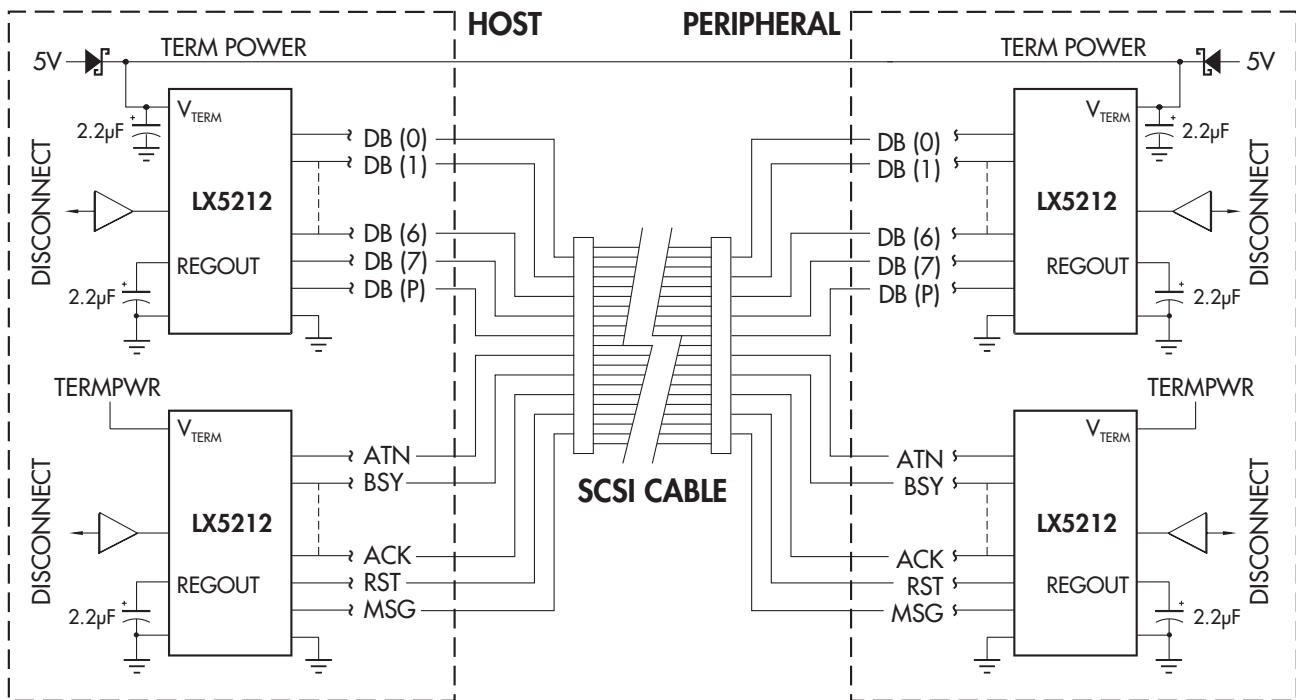 HOST
PERIPHERAL
5V
TERM POWER
TERM POWER
5V
VTERM
2.2µF
DISCONNECT
LX5212
REGOUT
2.2µF
DB (0)
DB (1)
DB (6)
DB (7)
DB (P)
DB (0)
DB (1)
DB (6)
DB (7)
DB (P)
VTERM
2.2µF
LX5212
DISCONNECT
REGOUT
2.2µF
TERMPWR
VTERM
DISCONNECT
LX5212
REGOUT
2.2µF
ATN
BSY
ACK
RST
MSG
SCSI CABLE
ATN
BSY
ACK
RST
MSG
TERMPWR
VTERM
LX5212
DISCONNECT
REGOUT
2.2µF